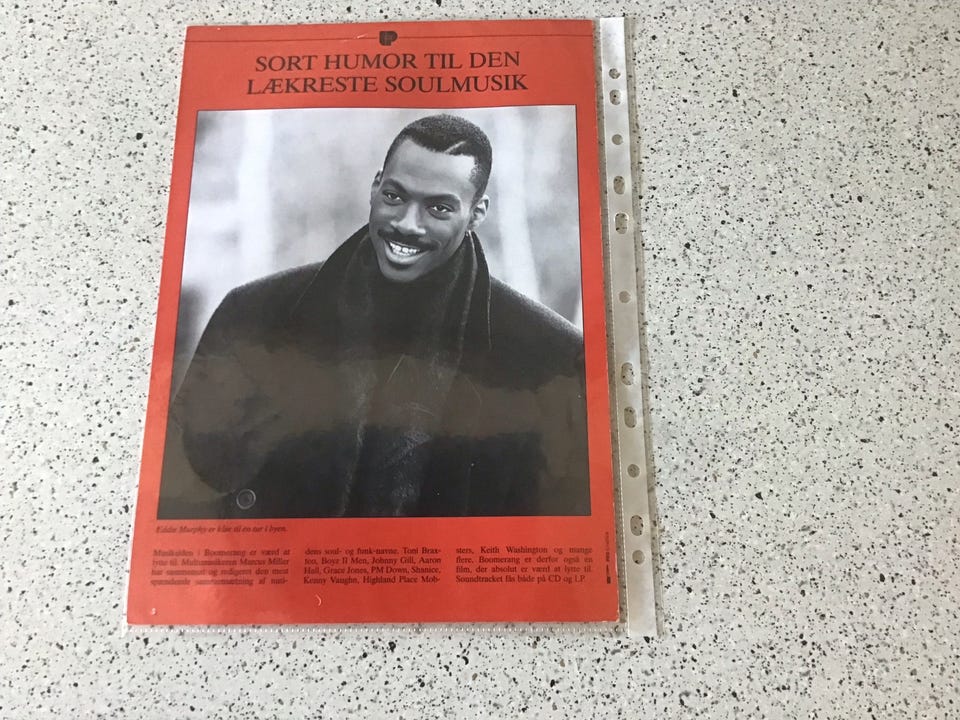 SORT HUMOR TIL DEN
LÆKRESTE SOULMUSIK
Eddie Murphy er klar til en tur i byen.
Musikalden i Boomerang er værd at
lytte til. Multimusikeren Marcus Miller
har sammensat og redigeret den mest
spændende sammensætning af nuti-
dens soul- og funk-navne. Toni Brax-
ton, Boyz II Men, Johnny Gill, Aaron
Hall, Grace Jones, PM Down, Shanice,
Kenny Vaughn, Highland Place Mob-
sters, Keith Washington og mange
flere. Boomerang er derfor også en
film, der absolut er værd at lytte til.
Soundtracket fås både på CD og LP.